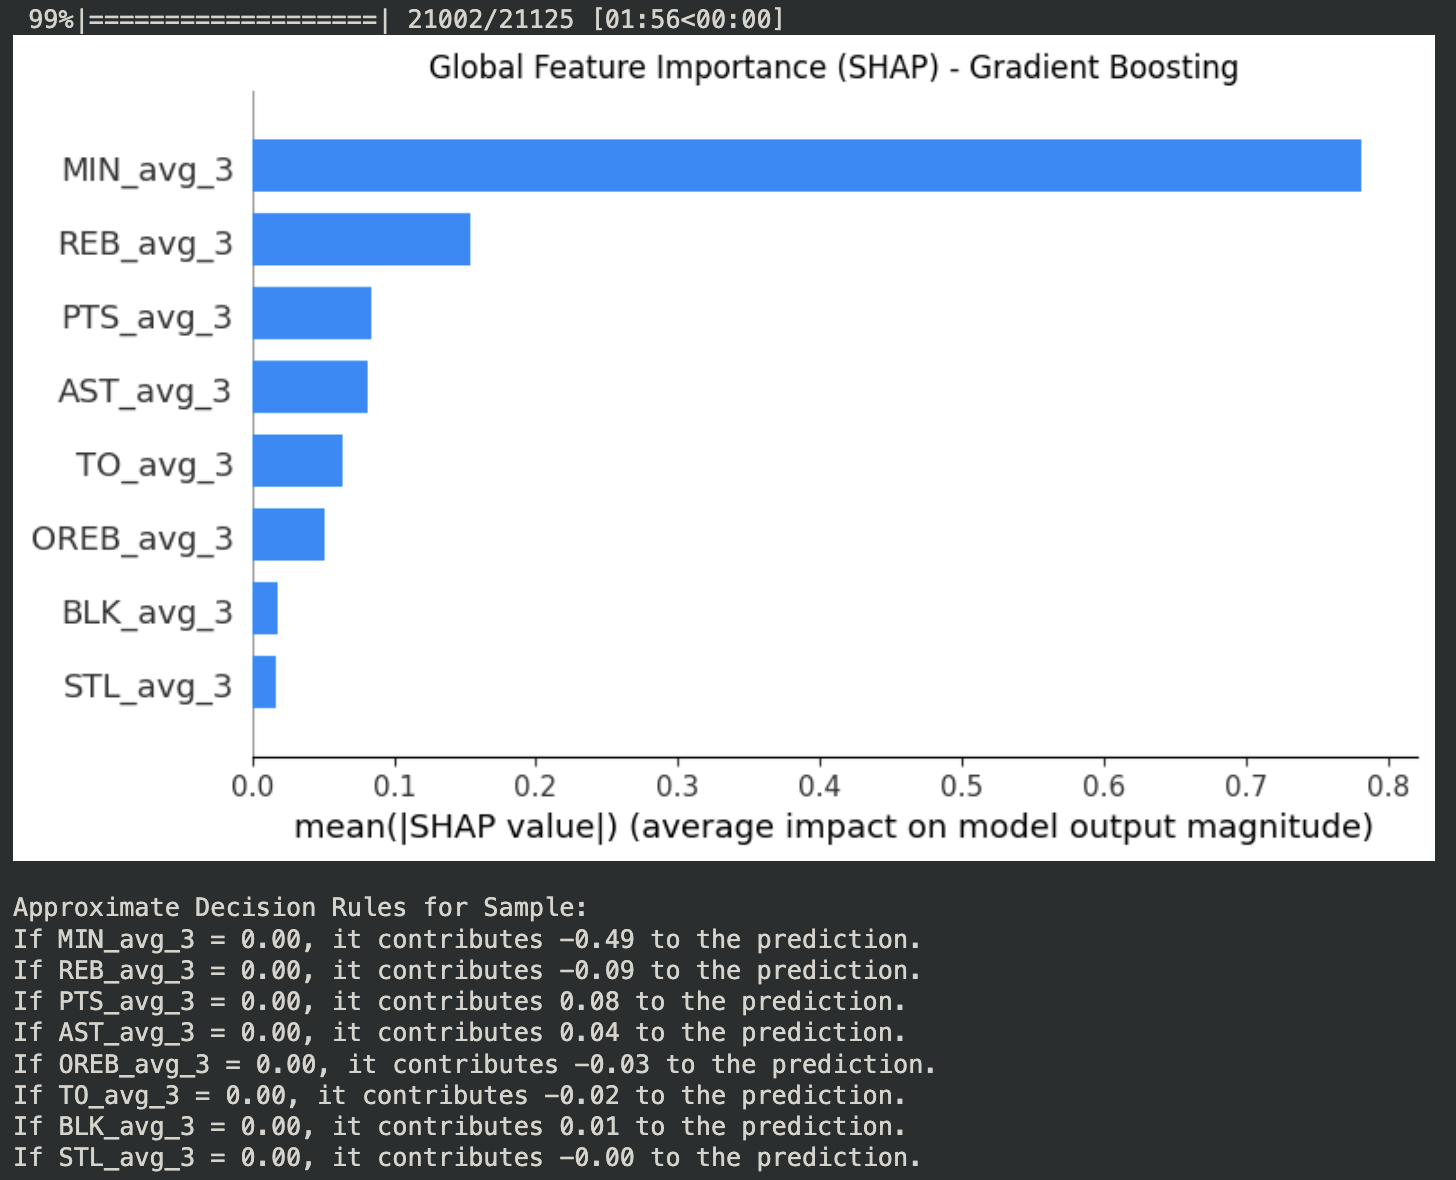 99%|===================| 21002/21125 [01:56<00:00]
Global Feature Importance (SHAP) - Gradient Boosting
MIN_avg_3
REB_avg_3
PTS_avg_3
AST_avg_3
TO_avg_3
OREB_avg_3
BLK_avg_3
STL_avg_3
0.0 0.1 0.2 0.3 0.4 0.5 0.6 0.7 0.8
mean(|SHAP value|) (average impact on model output magnitude)
Approximate Decision Rules for Sample:
If MIN_avg_3 = 0.00, it contributes -0.49 to the prediction.
If REB_avg_3 = 0.00, it contributes -0.09 to the prediction.
If PTS_avg_3 = 0.00, it contributes 0.08 to the prediction.
If AST_avg_3 = 0.00, it contributes 0.04 to the prediction.
If OREB_avg_3 = 0.00, it contributes -0.03 to the prediction.
If TO_avg_3 = 0.00, it contributes -0.02 to the prediction.
If BLK_avg_3 = 0.00, it contributes 0.01 to the prediction.
If STL_avg_3 = 0.00, it contributes -0.00 to the prediction.